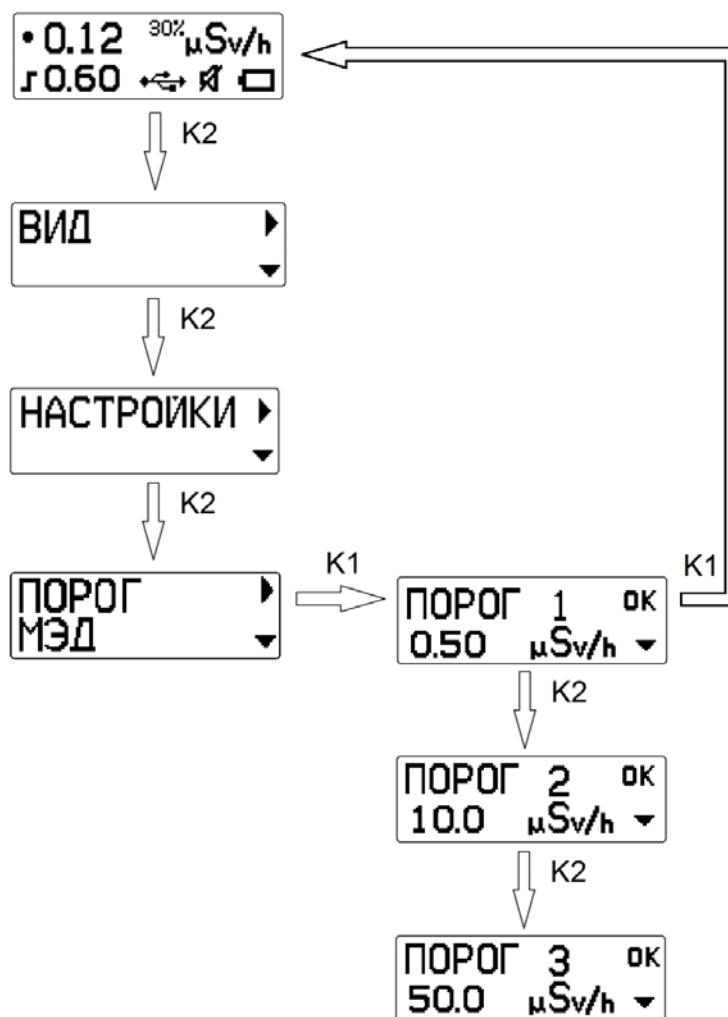 • 0.12 30% µSv/h
0.60
K2
ВИД
K2
НАСТРОЙКИ
K2
ПОРОГ
МЭД
K1
ПОРОГ 1 OK
0.50 µSv/h
K1
K2
ПОРОГ 2 OK
10.0 µSv/h
K2
ПОРОГ 3 OK
50.0 µSv/h